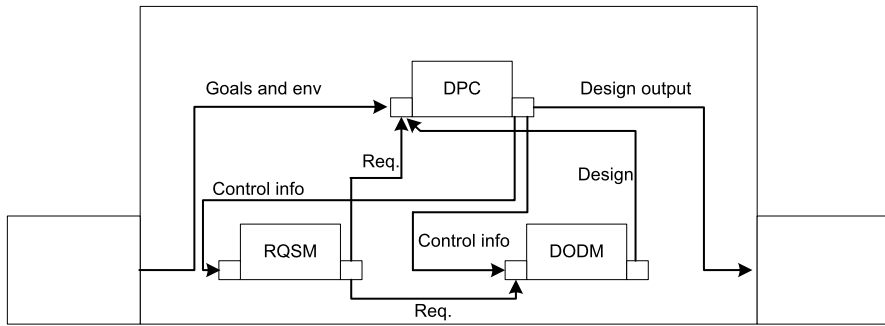 Goals and env
DPC
Design output
Req.
Design
Control info
RQSM
Control info
DODM
Req.